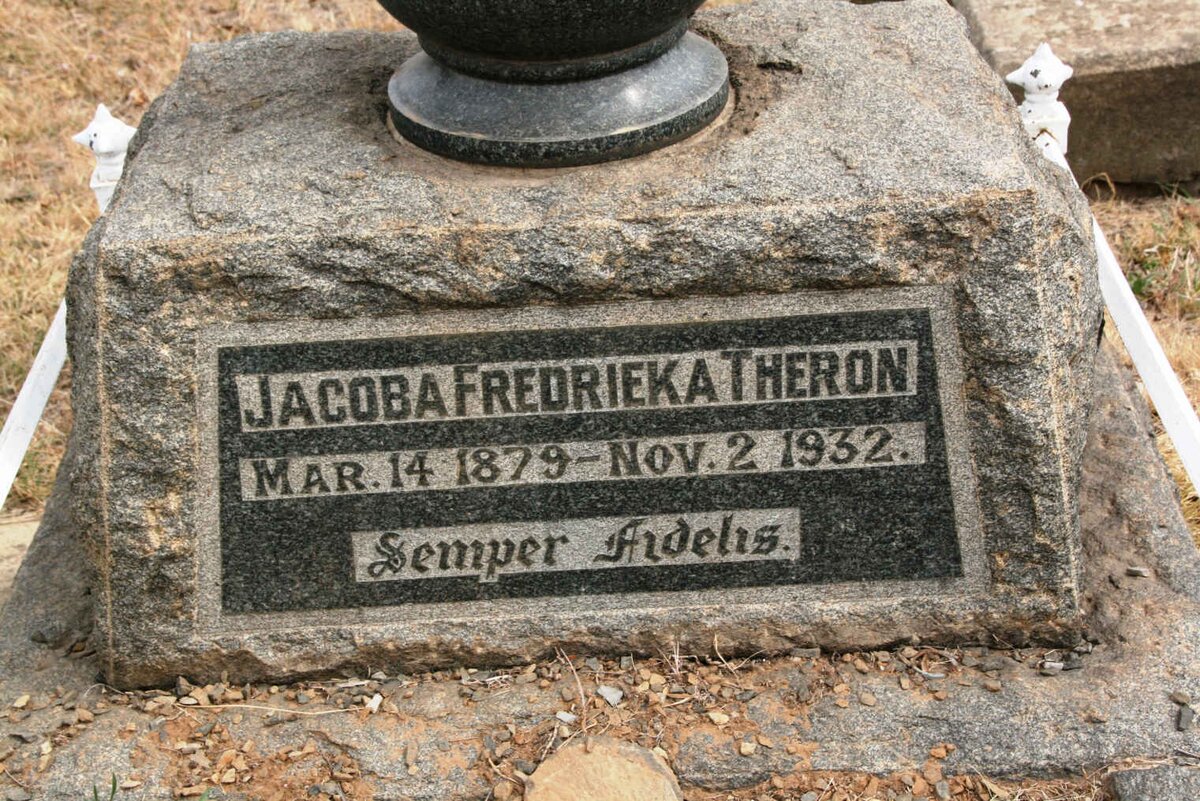 JACOBA FREDRIEKA THERON
MAR. 14 1879 - NOV. 2 1932.
Semper Fidelis.